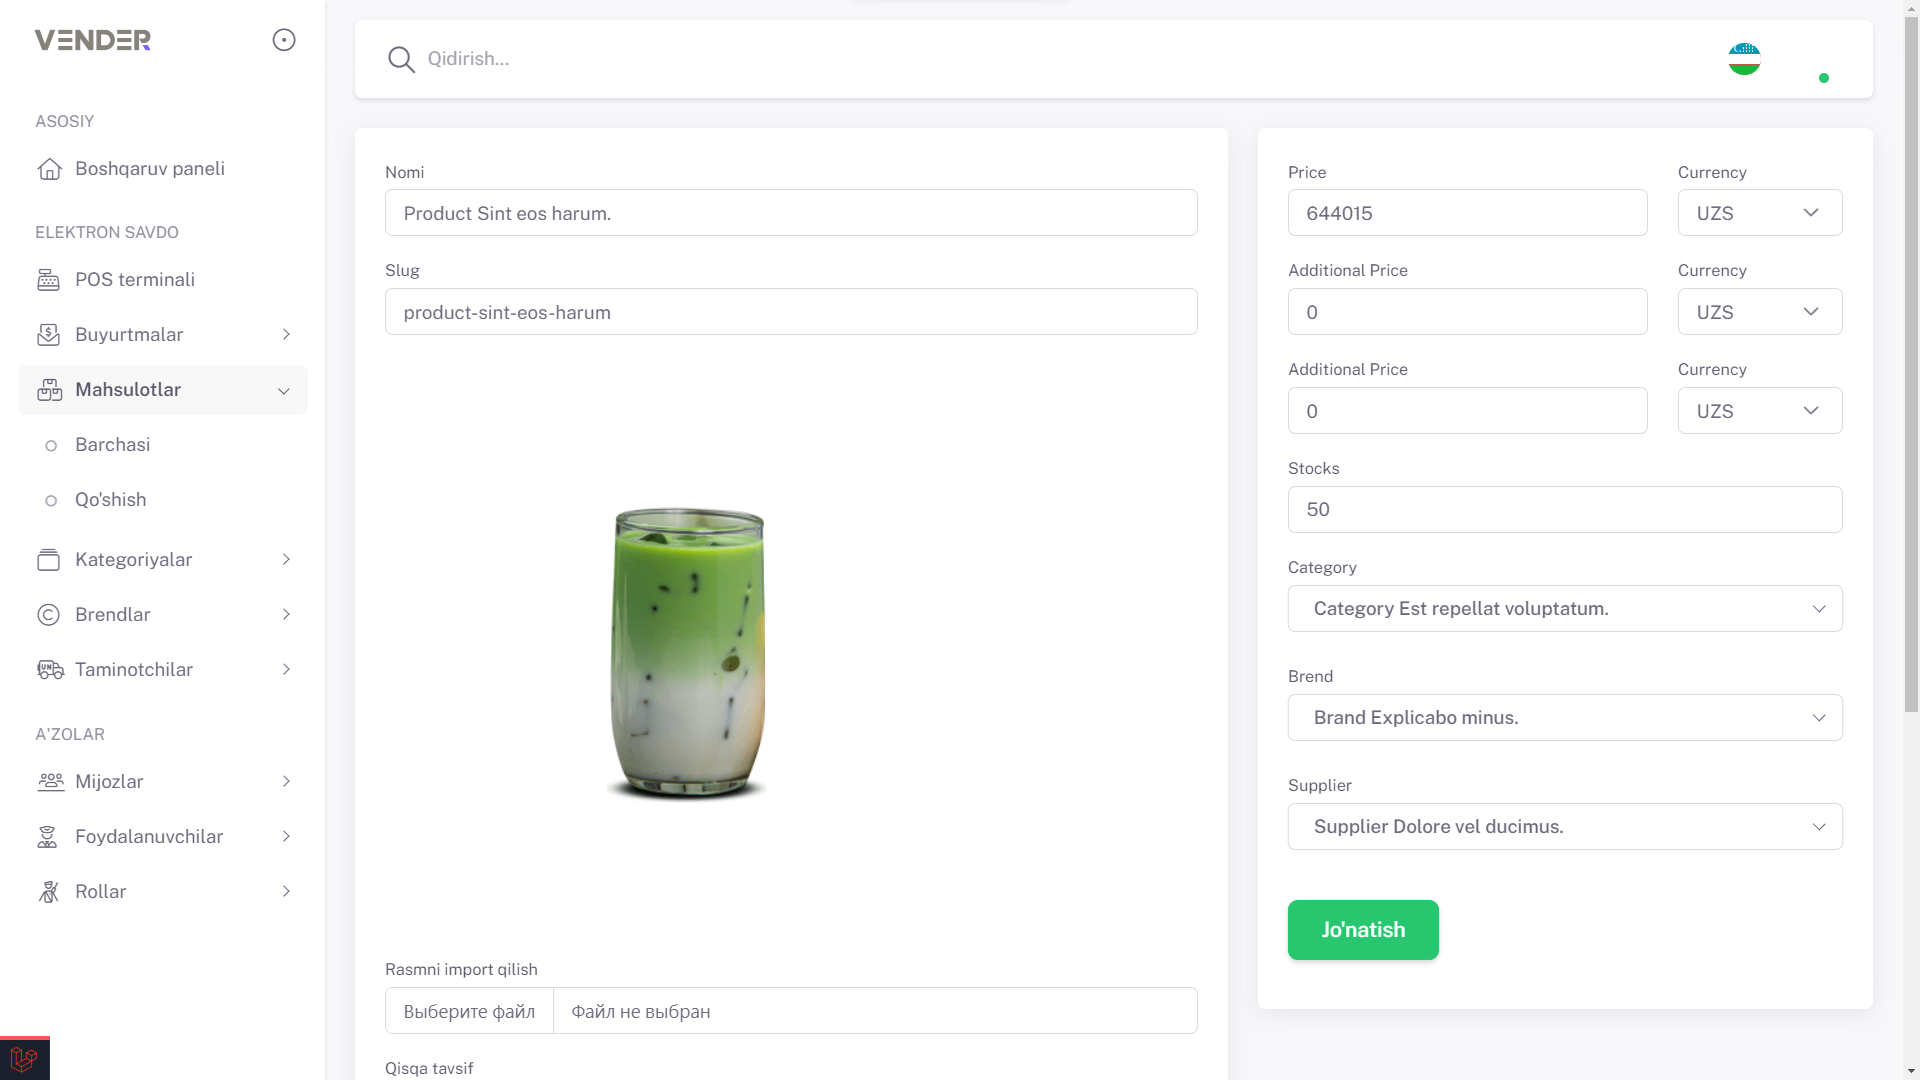 VENDER
Qidirish...
ASOSIY
Boshqaruv paneli
ELEKTRON SAVDO
POS terminali
Buyurtmalar
Mahsulotlar
Barchasi
Qo'shish
Kategoriyalar
Brendlar
Taminotchilar
A'ZOLAR
Mijozlar
Foydalanuvchilar
Rollar
Nomi
Product Sint eos harum.
Slug
product-sint-eos-harum
Rasmni import qilish
Выберите файл Файл не выбран
Qisqa tavsif
Price Currency
644015 UZS
Additional Price Currency
0 UZS
Additional Price Currency
0 UZS
Stocks
50
Category
Category Est repellat voluptatum.
Brend
Brand Explicabo minus.
Supplier
Supplier Dolore vel ducimus.
Jo'natish